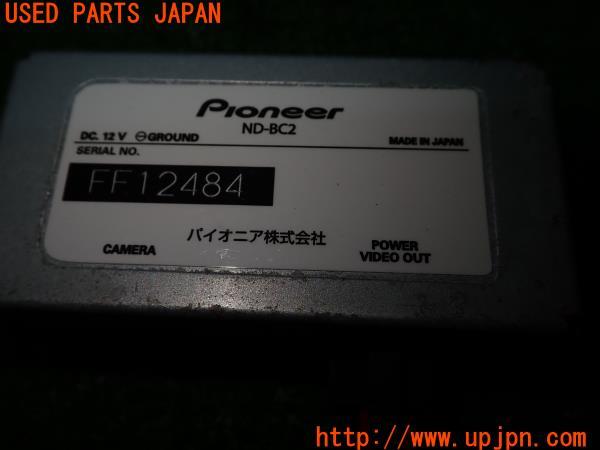 USED PARTS JAPAN
Pioneer
ND-BC2
DC. 12 V ⊖GROUND
MADE IN JAPAN
SERIAL NO.
FF12484
パイオニア株式会社
CAMERA
POWER
VIDEO OUT
http://www.upjpn.com/